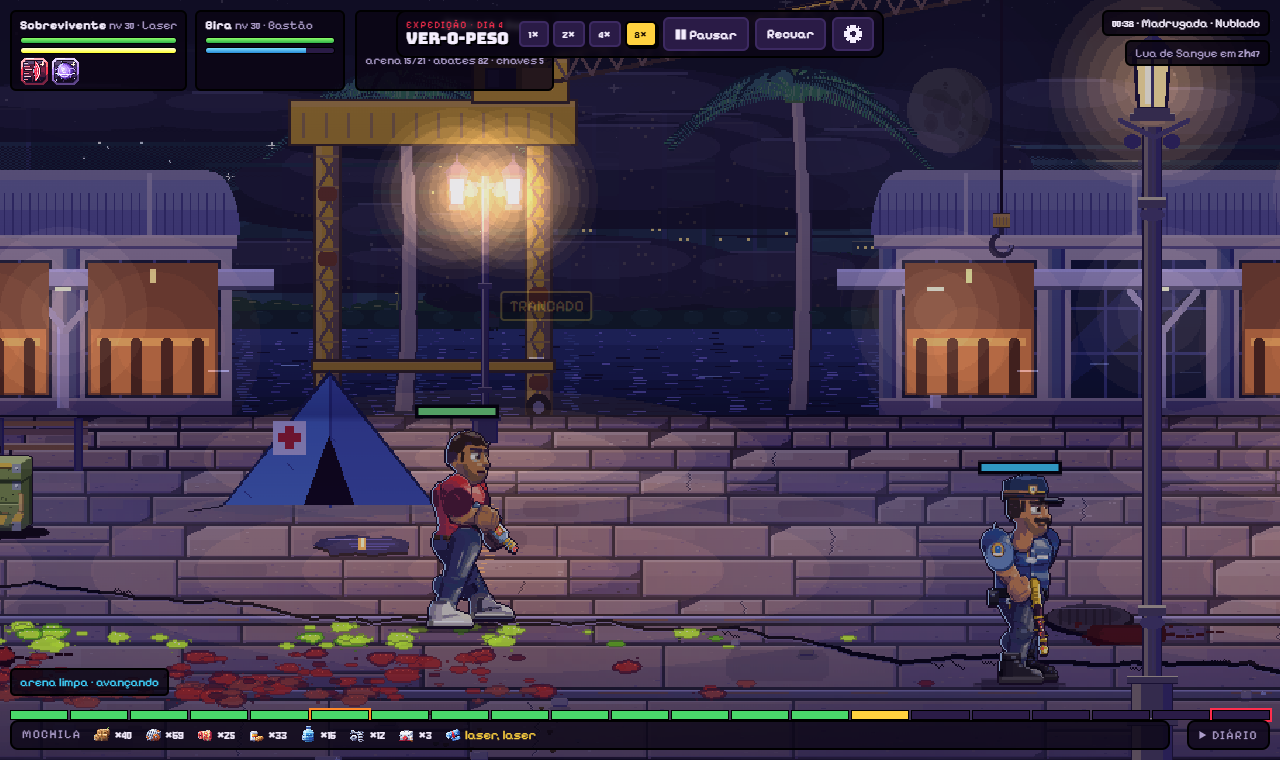 Sobrevivente nv 30 · Laser
Bira nv 30 · Bastão
EXPEDIÇÃO · DIA 4
VER-O-PESO
1×
2×
4×
8×
Pausar
Recuar
arena 15/21 · abates 82 · chaves 5
00:38 · Madrugada · Nublado
Lua de Sangue em 2h47
TRANCADO
arena limpa · avançando
MOCHILA ×40 ×69 ×25 ×33 ×16 ×12 ×3 laser, laser
DIÁRIO